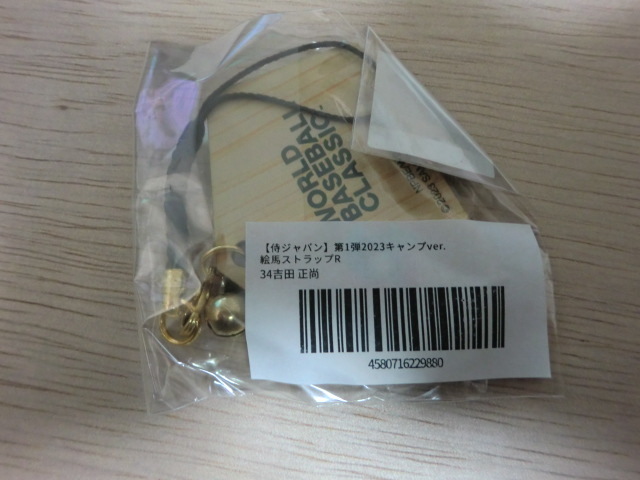 WORLD
BASEBALL
CLASSIC
【侍ジャパン】第1弾2023キャンプver.
絵馬ストラップR
34吉田 正尚
4580716229880